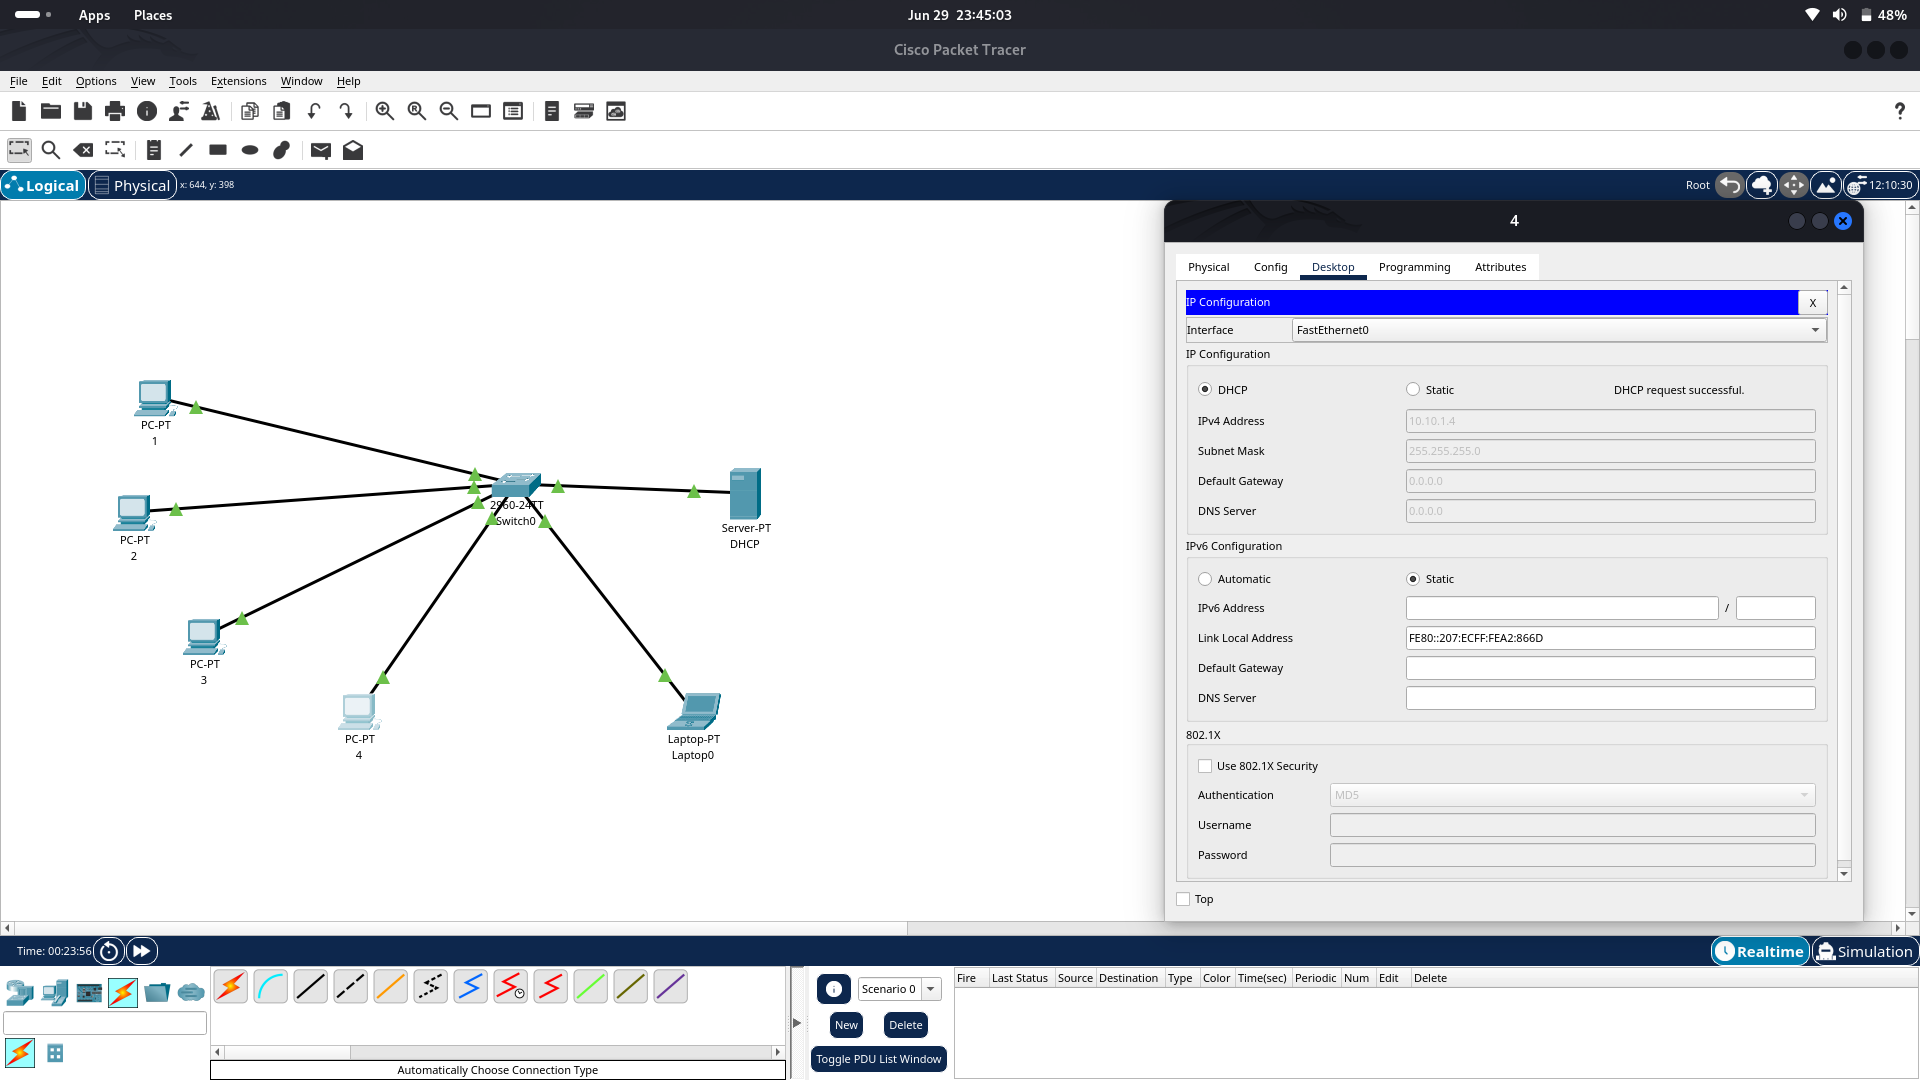 Apps Places
Jun 29 23:45:03
48%
Cisco Packet Tracer
File Edit Options View Tools Extensions Window Help
Logical Physical x: 644, y: 398
Root 12:10:30
4
Physical Config Desktop Programming Attributes
IP Configuration X
Interface FastEthernet0
IP Configuration
DHCP Static DHCP request successful.
IPv4 Address 10.10.1.4
Subnet Mask 255.255.255.0
Default Gateway 0.0.0.0
DNS Server 0.0.0.0
IPv6 Configuration
Automatic Static
IPv6 Address /
Link Local Address FE80::207:ECFF:FEA2:866D
Default Gateway
DNS Server
802.1X
Use 802.1X Security
Authentication MD5
Username
Password
Top
PC-PT
1
PC-PT
2
PC-PT
3
PC-PT
4
2960-24TT
Switch0
Server-PT
DHCP
Laptop-PT
Laptop0
Time: 00:23:56
Realtime Simulation
Scenario 0
New Delete
Toggle PDU List Window
Fire Last Status Source Destination Type Color Time(sec) Periodic Num Edit Delete
Automatically Choose Connection Type